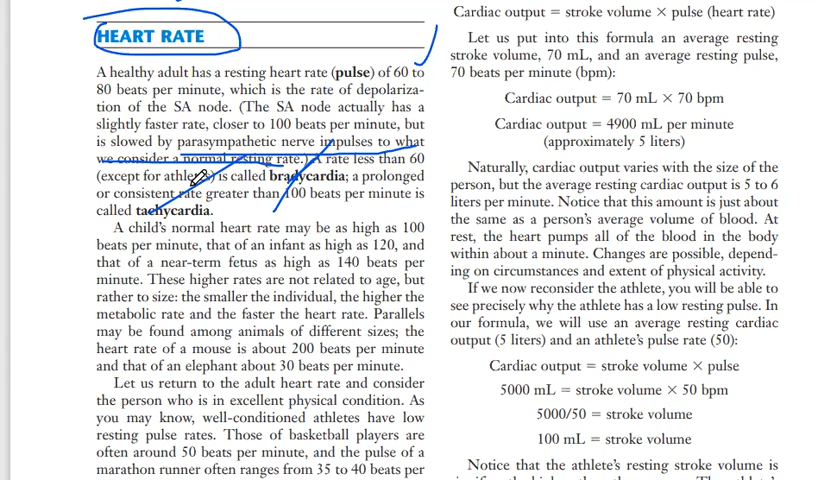 HEART RATE
A healthy adult has a resting heart rate (pulse) of 60 to
80 beats per minute, which is the rate of depolariza-
tion of the SA node. (The SA node actually has a
slightly faster rate, closer to 100 beats per minute, but
is slowed by parasympathetic nerve impulses to what
we consider a normal resting rate.) A rate less than 60
(except for athletes) is called bradycardia; a prolonged
or consistent rate greater than 100 beats per minute is
called tachycardia.
A child's normal heart rate may be as high as 100
beats per minute, that of an infant as high as 120, and
that of a near-term fetus as high as 140 beats per
minute. These higher rates are not related to age, but
rather to size: the smaller the individual, the higher the
metabolic rate and the faster the heart rate. Parallels
may be found among animals of different sizes; the
heart rate of a mouse is about 200 beats per minute
and that of an elephant about 30 beats per minute.
Let us return to the adult heart rate and consider
the person who is in excellent physical condition. As
you may know, well-conditioned athletes have low
resting pulse rates. Those of basketball players are
often around 50 beats per minute, and the pulse of a
marathon runner often ranges from 35 to 40 beats per
Cardiac output = stroke volume × pulse (heart rate)
Let us put into this formula an average resting
stroke volume, 70 mL, and an average resting pulse,
70 beats per minute (bpm):
Cardiac output = 70 mL × 70 bpm
Cardiac output = 4900 mL per minute
(approximately 5 liters)
Naturally, cardiac output varies with the size of the
person, but the average resting cardiac output is 5 to 6
liters per minute. Notice that this amount is just about
the same as a person's average volume of blood. At
rest, the heart pumps all of the blood in the body
within about a minute. Changes are possible, depend-
ing on circumstances and extent of physical activity.
If we now reconsider the athlete, you will be able to
see precisely why the athlete has a low resting pulse. In
our formula, we will use an average resting cardiac
output (5 liters) and an athlete's pulse rate (50):
Cardiac output = stroke volume × pulse
5000 mL = stroke volume × 50 bpm
5000/50 = stroke volume
100 mL = stroke volume
Notice that the athlete's resting stroke volume is